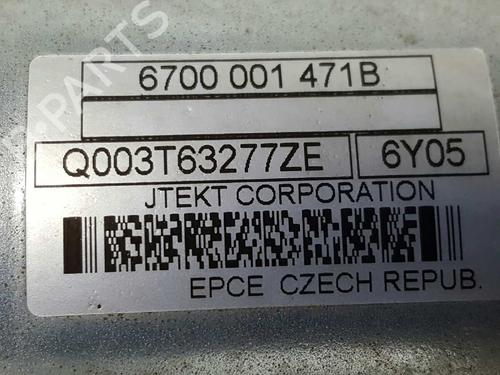 6700 001 471B
Q003T63277ZE 6Y05
JTEKT CORPORATION
EPCE CZECH REPUB.